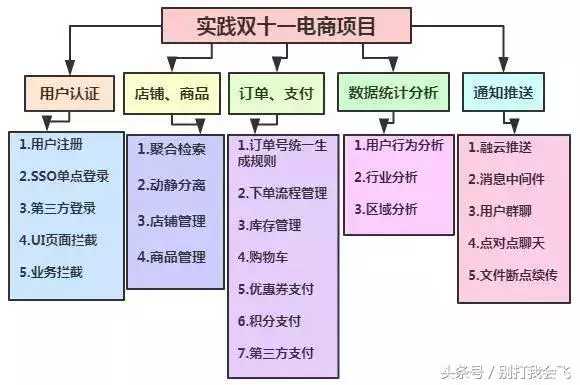 实践双十一电商项目
用户认证
店铺、商品
订单、支付
数据统计分析
通知推送
1.用户注册
2.SSO单点登录
3.第三方登录
4.UI页面拦截
5.业务拦截
1.聚合检索
2.动静分离
3.店铺管理
4.商品管理
1.订单号统一生
成规则
2.下单流程管理
3.库存管理
4.购物车
5.优惠券支付
6.积分支付
7.第三方支付
1.用户行为分析
2.行业分析
3.区域分析
1.融云推送
2.消息中间件
3.用户群聊
4.点对点聊天
5.文件断点续传
头条号 / 别打我会飞